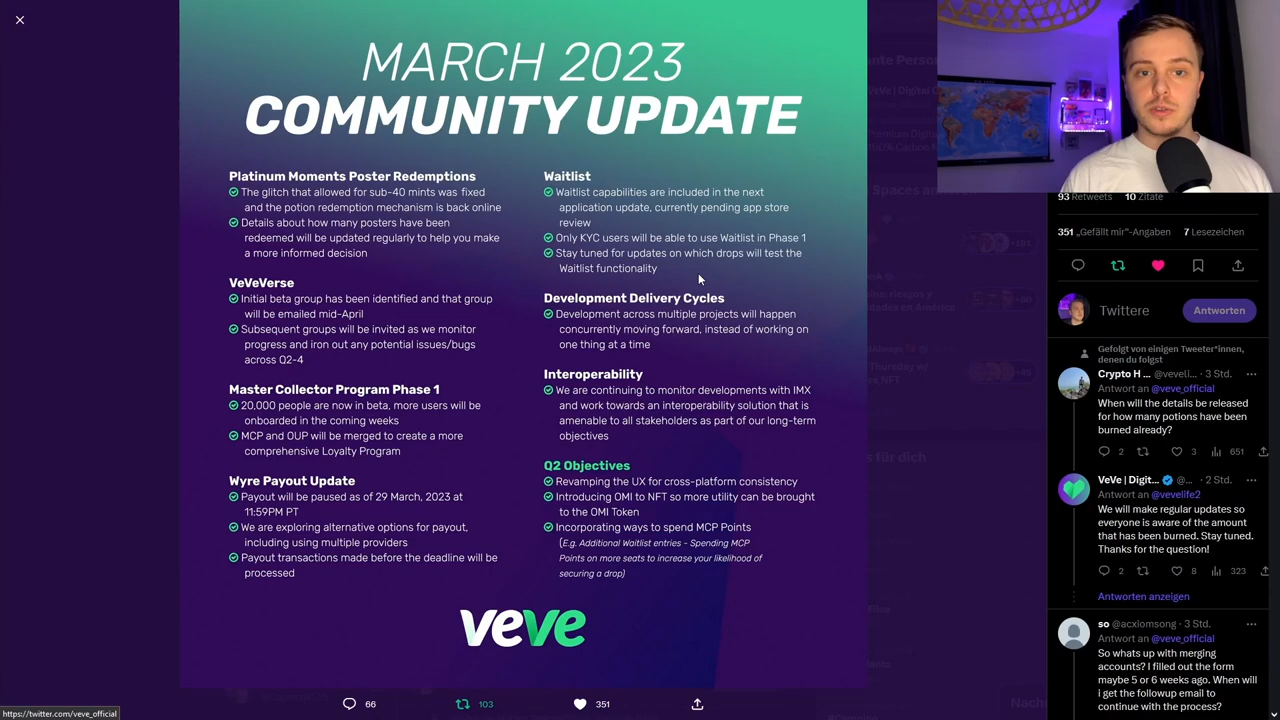 MARCH 2023
COMMUNITY UPDATE
Platinum Moments Poster Redemptions
The glitch that allowed for sub-40 mints was fixed
and the potion redemption mechanism is back online
Details about how many posters have been
redeemed will be updated regularly to help you make
a more informed decision
VeVeVerse
Initial beta group has been identified and that group
will be emailed mid-April
Subsequent groups will be invited as we monitor
progress and iron out any potential issues/bugs
across Q2-4
Master Collector Program Phase 1
20,000 people are now in beta, more users will be
onboarded in the coming weeks
MCP and OUP will be merged to create a more
comprehensive Loyalty Program
Wyre Payout Update
Payout will be paused as of 29 March, 2023 at
11:59PM PT
We are exploring alternative options for payout,
including using multiple providers
Payout transactions made before the deadline will be
processed
Waitlist
Waitlist capabilities are included in the next
application update, currently pending app store
review
Only KYC users will be able to use Waitlist in Phase 1
Stay tuned for updates on which drops will test the
Waitlist functionality
Development Delivery Cycles
Development across multiple projects will happen
concurrently moving forward, instead of working on
one thing at a time
Interoperability
We are continuing to monitor developments with IMX
and work towards an interoperability solution that is
amenable to all stakeholders as part of our long-term
objectives
Q2 Objectives
Revamping the UX for cross-platform consistency
Introducing OMI to NFT so more utility can be brought
to the OMI Token
Incorporating ways to spend MCP Points
(E.g. Additional Waitlist entries - Spending MCP
Points on more seats to increase your likelihood of
securing a drop)
veve
66 103 351
93 Retweets 10 Zitate
351 „Gefällt mir"-Angaben 7 Lesezeichen
Twittere
Antworten
Gefolgt von einigen Tweeter*innen,
denen du folgst
Crypto H ... @veveli... · 3 Std. ...
Antwort an @veve_official
When will the details be released
for how many potions have been
burned already?
2 3 651
VeVe | Digit... @... · 2 Std. ...
Antwort an @vevelife2
We will make regular updates so
everyone is aware of the amount
that has been burned. Stay tuned.
Thanks for the question!
2 8 323
Antworten anzeigen
so @acxiomsong · 3 Std. ...
Antwort an @veve_official
So whats up with merging
accounts? I filled out the form
maybe 5 or 6 weeks ago. When will
i get the followup email to
continue with the process?
https://twitter.com/veve_official